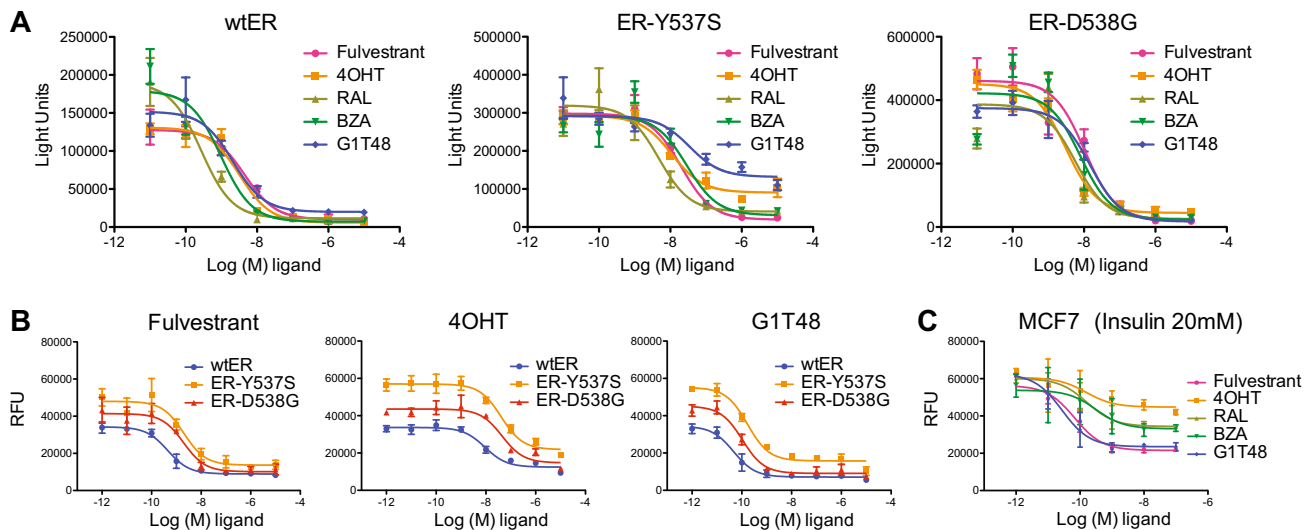 A
wtER
Light Units
250000
200000
150000
100000
50000
0
-12
-10
-8
-6
-4
Log (M) ligand
Fulvestrant
4OHT
RAL
BZA
G1T48
ER-Y537S
Light Units
500000
400000
300000
200000
100000
0
-12
-10
-8
-6
-4
Log (M) ligand
Fulvestrant
4OHT
RAL
BZA
G1T48
ER-D538G
Light Units
600000
400000
200000
0
-12
-10
-8
-6
-4
Log (M) ligand
Fulvestrant
4OHT
RAL
BZA
G1T48
B
Fulvestrant
RFU
80000
60000
40000
20000
0
-12
-10
-8
-6
-4
Log (M) ligand
wtER
ER-Y537S
ER-D538G
4OHT
80000
60000
40000
20000
0
-12
-10
-8
-6
-4
Log (M) ligand
wtER
ER-Y537S
ER-D538G
G1T48
80000
60000
40000
20000
0
-12
-10
-8
-6
-4
Log (M) ligand
wtER
ER-Y537S
ER-D538G
C
MCF7 (Insulin 20mM)
RFU
80000
60000
40000
20000
0
-12
-10
-8
-6
Log (M) ligand
Fulvestrant
4OHT
RAL
BZA
G1T48